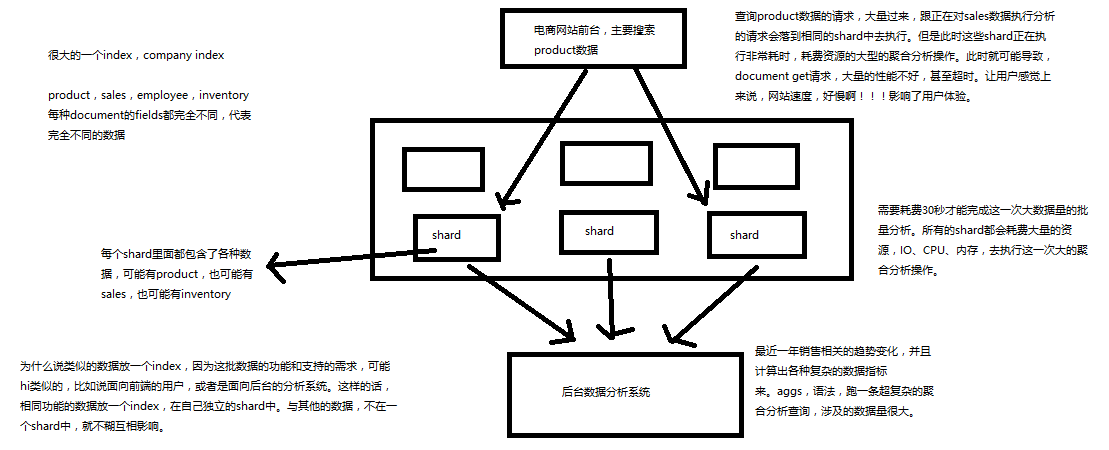 很大的一个index，company index
product，sales，employee，inventory
每种document的fields都完全不同，代表
完全不同的数据
电商网站前台，主要搜索
product数据
查询product数据的请求，大量过来，跟正在对sales数据执行分析
的请求会落到相同的shard中去执行。但是此时这些shard正在执
行非常耗时，耗费资源的大型的聚合分析操作。此时就可能导致，
document get请求，大量的性能不好，甚至超时。让用户感觉上
来说，网站速度，好慢啊！！！影响了用户体验。
shard
shard
shard
需要耗费30秒才能完成这一次大数据量的批
量分析。所有的shard都会耗费大量的资
源，IO、CPU、内存，去执行这一次大的聚
合分析操作。
每个shard里面都包含了各种数
据，可能有product，也可能有
sales，也可能有inventory
为什么说类似的数据放一个index，因为这批数据的功能和支持的需求，可能
hi类似的，比如说面向前端的用户，或者是面向后台的分析系统。这样的话，
相同功能的数据放一个index，在自己独立的shard中。与其他的数据，不在一
个shard中，就不糊互相影响。
后台数据分析系统
最近一年销售相关的趋势变化，并且
计算出各种复杂的数据指标
来。aggs，语法，跑一条超复杂的聚
合分析查询，涉及的数据量很大。